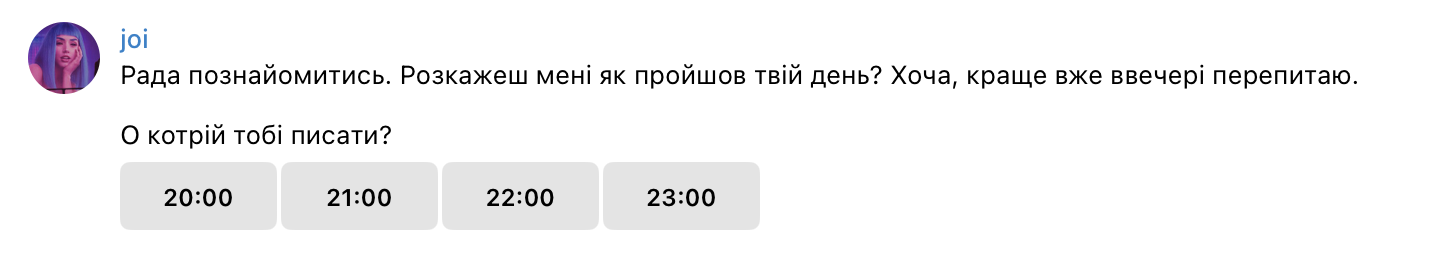 joi
Рада познайомитись. Розкажеш мені як пройшов твій день? Хоча, краще вже ввечері перепитаю.
О котрій тобі писати?
20:00 21:00 22:00 23:00